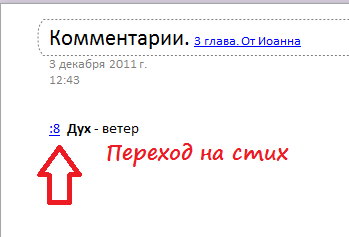 Комментарии. 3 глава. От Иоанна
3 декабря 2011 г.
12:43
:8 Дух - ветер
Переход на стих